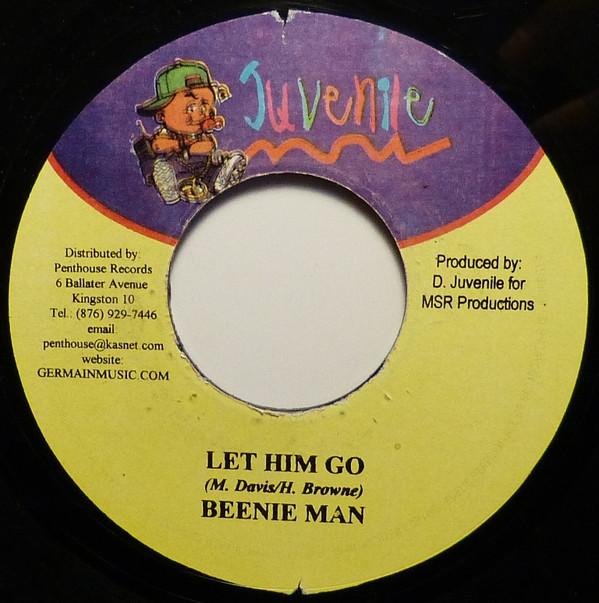 Juvenile
Distributed by:
Penthouse Records
6 Ballater Avenue
Kingston 10
Tel.: (876) 929-7446
email
penthouse@kasnet.com
website:
GERMAINMUSIC.COM
Produced by:
D. Juvenile for
MSR Productions
LET HIM GO
(M. Davis/H. Browne)
BEENIE MAN